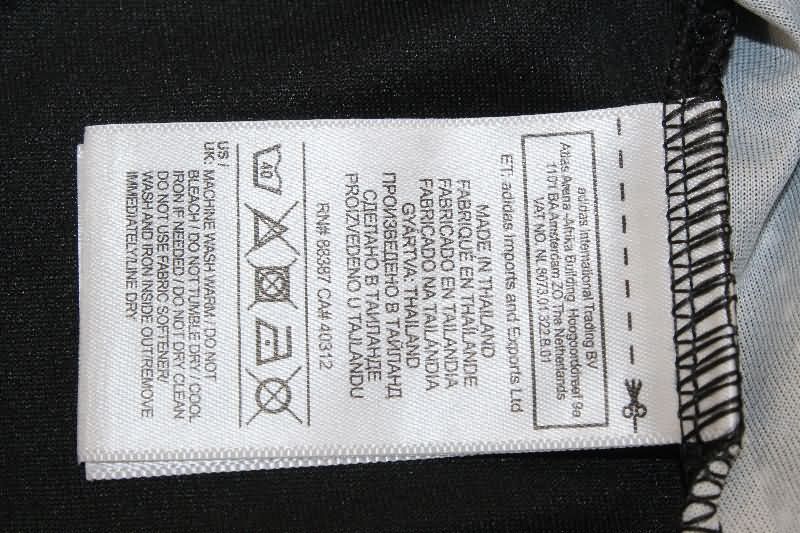 adidas International Trading BV
Atlas Arena -Afrika Building, Hoogoorddreef 9a
1101 BA Amsterdam ZO The Netherlands
VAT NO. NL 8073.01.322.B.01
ET: adidas Imports and Exports Ltd
MADE IN THAILAND
FABRIQUÉ EN THAÏLANDE
FABRICADO EN TAILANDIA
FABRICADO NA TAILÂNDIA
GYÁRTVA: THAILAND
ПРОИЗВЕДЕНО В ТАИЛАНД
СДЕЛАНО В ТАИЛАНДЕ
PROIZVEDENO U TAJLANDU
RN# 88387 CA# 40312
40
US /
UK: MACHINE WASH WARM / DO NOT
BLEACH / DO NOT TUMBLE DRY / COOL
IRON IF NEEDED / DO NOT DRY CLEAN
DO NOT USE FABRIC SOFTENER/
WASH AND IRON INSIDE OUT/REMOVE
IMMEDIATELY/LINE DRY